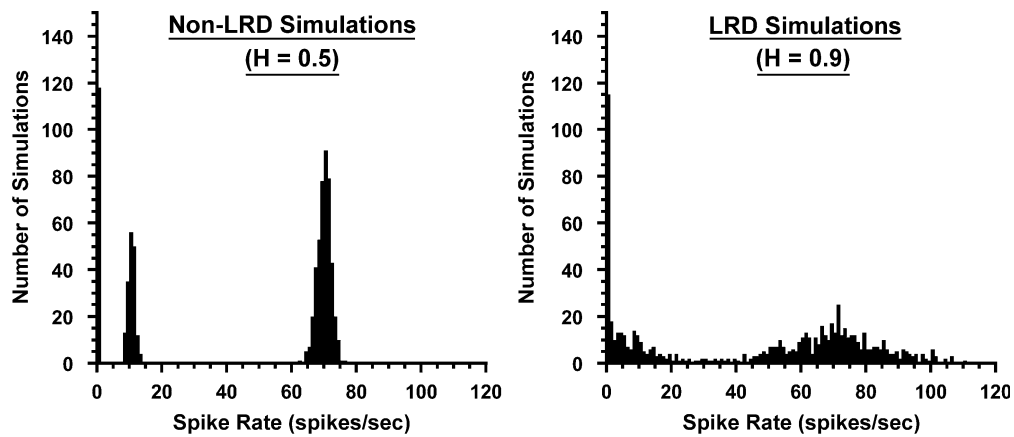 Non-LRD Simulations
(H = 0.5)
Number of Simulations
140
120
100
80
60
40
20
0
0 20 40 60 80 100 120
Spike Rate (spikes/sec)
LRD Simulations
(H = 0.9)
Number of Simulations
140
120
100
80
60
40
20
0
0 20 40 60 80 100 120
Spike Rate (spikes/sec)